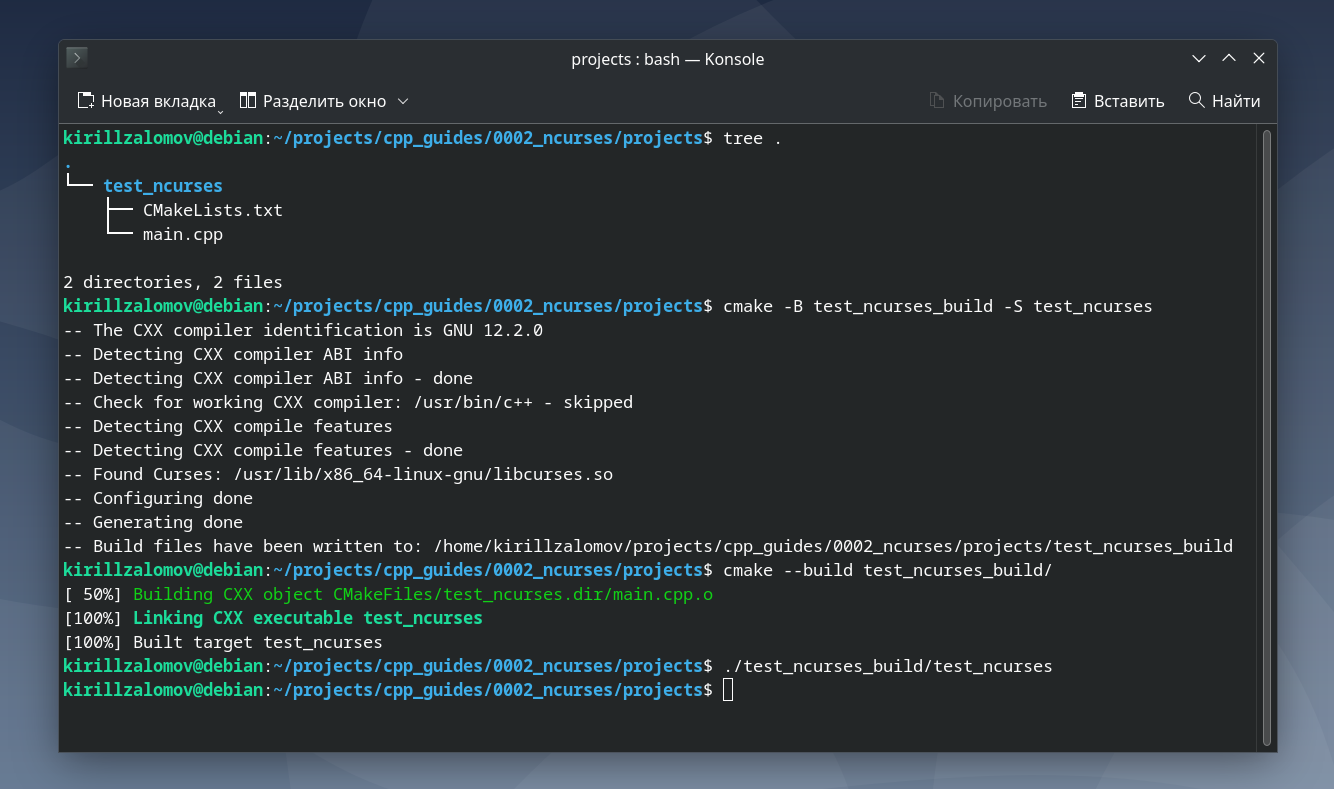 projects : bash — Konsole
Новая вкладка Разделить окно Копировать Вставить Найти
kirillzalomov@debian:~/projects/cpp_guides/0002_ncurses/projects$ tree .
.
└── test_ncurses
    ├── CMakeLists.txt
    └── main.cpp

2 directories, 2 files
kirillzalomov@debian:~/projects/cpp_guides/0002_ncurses/projects$ cmake -B test_ncurses_build -S test_ncurses
-- The CXX compiler identification is GNU 12.2.0
-- Detecting CXX compiler ABI info
-- Detecting CXX compiler ABI info - done
-- Check for working CXX compiler: /usr/bin/c++ - skipped
-- Detecting CXX compile features
-- Detecting CXX compile features - done
-- Found Curses: /usr/lib/x86_64-linux-gnu/libcurses.so
-- Configuring done
-- Generating done
-- Build files have been written to: /home/kirillzalomov/projects/cpp_guides/0002_ncurses/projects/test_ncurses_build
kirillzalomov@debian:~/projects/cpp_guides/0002_ncurses/projects$ cmake --build test_ncurses_build/
[ 50%] Building CXX object CMakeFiles/test_ncurses.dir/main.cpp.o
[100%] Linking CXX executable test_ncurses
[100%] Built target test_ncurses
kirillzalomov@debian:~/projects/cpp_guides/0002_ncurses/projects$ ./test_ncurses_build/test_ncurses
kirillzalomov@debian:~/projects/cpp_guides/0002_ncurses/projects$